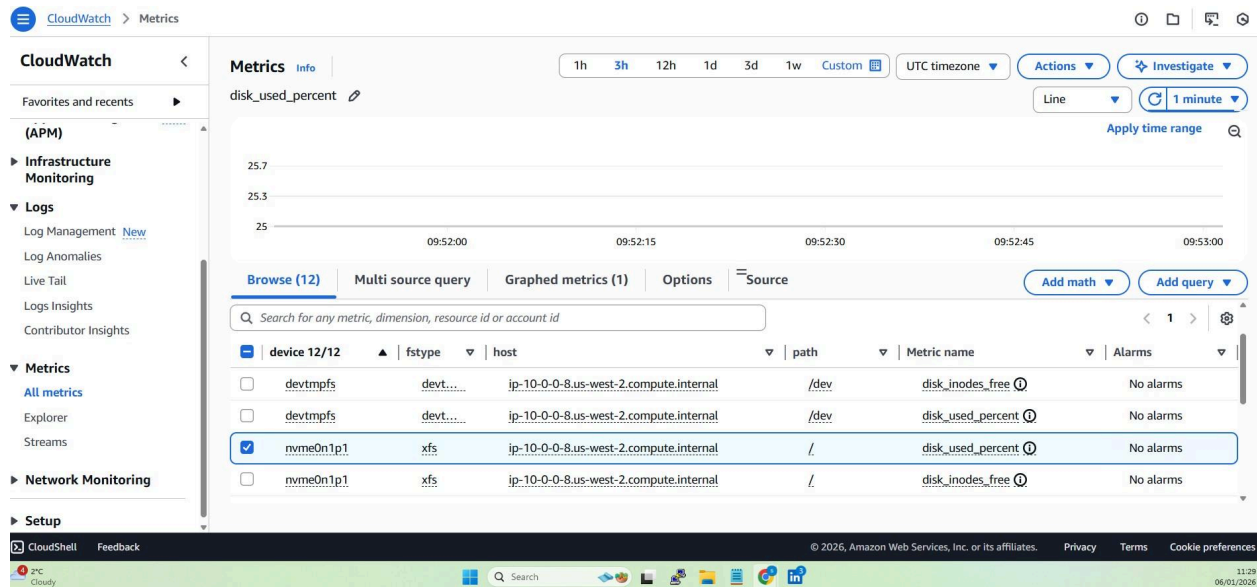 CloudWatch > Metrics
CloudWatch
Favorites and recents
(APM)
Infrastructure
Monitoring
Logs
Log Management New
Log Anomalies
Live Tail
Logs Insights
Contributor Insights
Metrics
All metrics
Explorer
Streams
Network Monitoring
Setup
Metrics Info
1h 3h 12h 1d 3d 1w Custom UTC timezone Actions Investigate
disk_used_percent
Line 1 minute
Apply time range
25.7
25.3
25
09:52:00 09:52:15 09:52:30 09:52:45 09:53:00
Browse (12) Multi source query Graphed metrics (1) Options Source Add math Add query
Search for any metric, dimension, resource id or account id
1
device 12/12 fstype host path Metric name Alarms
devtmpfs devt... ip-10-0-0-8.us-west-2.compute.internal /dev disk_inodes_free No alarms
devtmpfs devt... ip-10-0-0-8.us-west-2.compute.internal /dev disk_used_percent No alarms
nvme0n1p1 xfs ip-10-0-0-8.us-west-2.compute.internal / disk_used_percent No alarms
nvme0n1p1 xfs ip-10-0-0-8.us-west-2.compute.internal / disk_inodes_free No alarms
CloudShell Feedback © 2026, Amazon Web Services, Inc. or its affiliates. Privacy Terms Cookie preferences
4 2°C
Cloudy
Search
3
11:29
06/01/2026